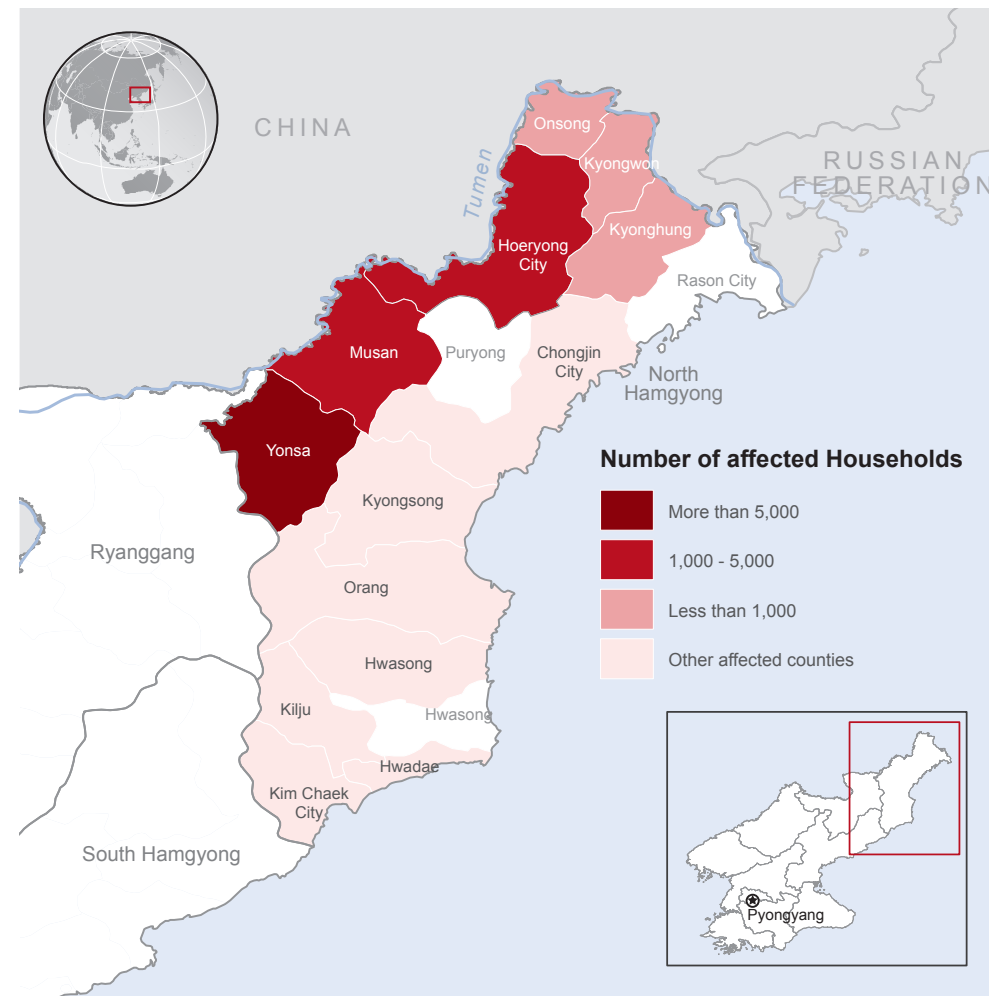 CHINA
Tumen
Onsong
Kyongwon
RUSSIAN
FEDERATION
Kyonghung
Hoeryong
City
Rason City
Musan
Puryong
Chongjin
City
North
Hamgyong
Yonsa
Number of affected Households
More than 5,000
1,000 - 5,000
Less than 1,000
Other affected counties
Kyongsong
Ryanggang
Orang
Hwasong
Kilju
Hwasong
Hwadae
Kim Chaek
City
South Hamgyong
Pyongyang